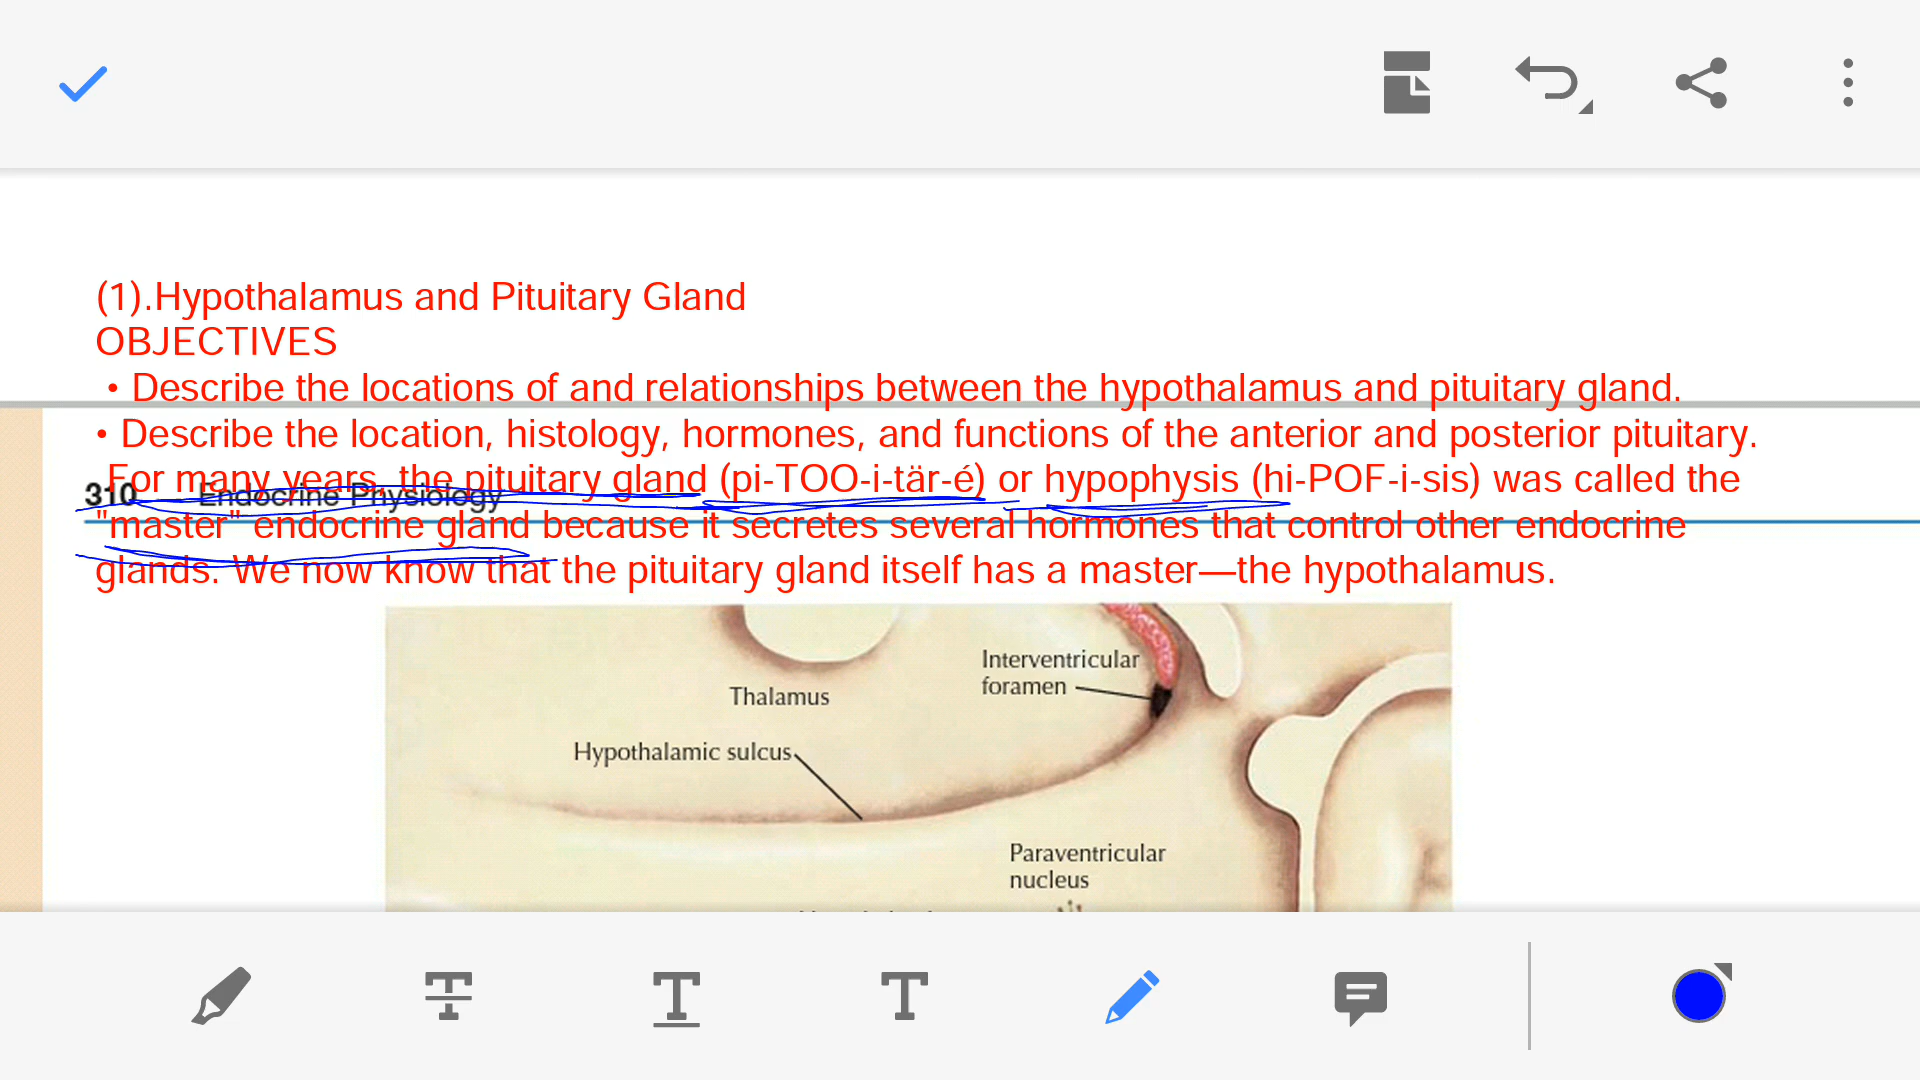 (1).Hypothalamus and Pituitary Gland
OBJECTIVES
• Describe the locations of and relationships between the hypothalamus and pituitary gland.
• Describe the location, histology, hormones, and functions of the anterior and posterior pituitary.
For many years, the pituitary gland (pi-TOO-i-tär-é) or hypophysis (hi-POF-i-sis) was called the
310 Endocrine Physiology
"master" endocrine gland because it secretes several hormones that control other endocrine
glands. We now know that the pituitary gland itself has a master—the hypothalamus.
Interventricular
foramen
Thalamus
Hypothalamic sulcus
Paraventricular
nucleus